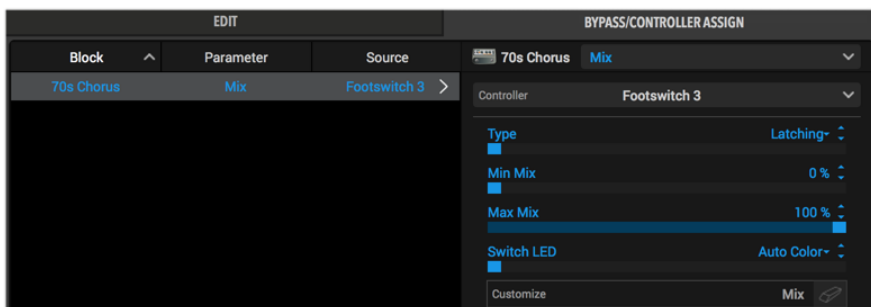 EDIT
BYPASS/CONTROLLER ASSIGN
Block Parameter Source
70s Chorus Mix Footswitch 3
70s Chorus Mix
Controller Footswitch 3
Type Latching
Min Mix 0 %
Max Mix 100 %
Switch LED Auto Color
Customize Mix